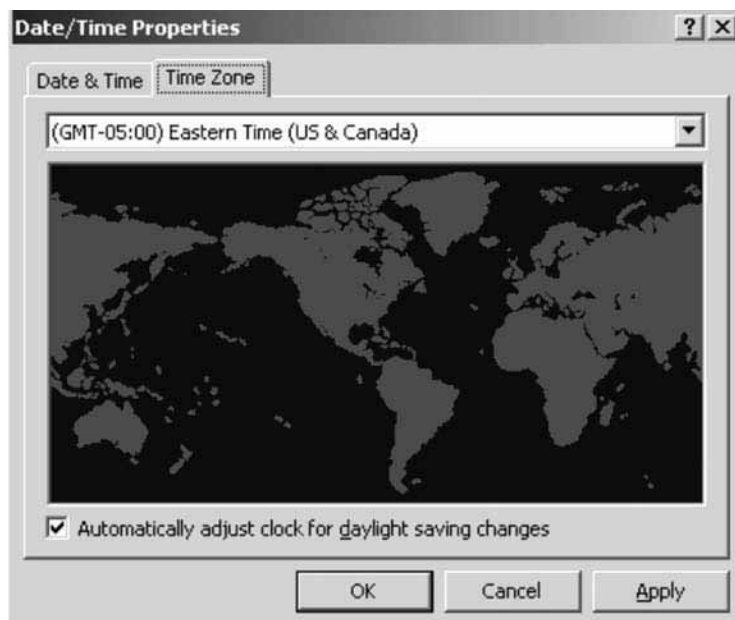 Date/Time Properties
Date & Time Time Zone
(GMT-05:00) Eastern Time (US & Canada)
Automatically adjust clock for daylight saving changes
OK Cancel Apply